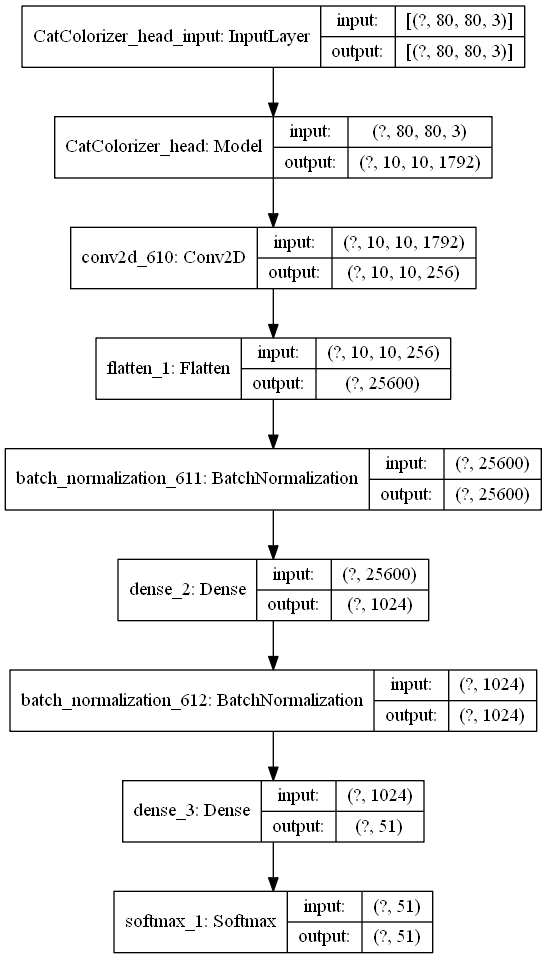 CatColorizer_head_input: InputLayer
input: [(?, 80, 80, 3)]
output: [(?, 80, 80, 3)]
CatColorizer_head: Model
input: (?, 80, 80, 3)
output: (?, 10, 10, 1792)
conv2d_610: Conv2D
input: (?, 10, 10, 1792)
output: (?, 10, 10, 256)
flatten_1: Flatten
input: (?, 10, 10, 256)
output: (?, 25600)
batch_normalization_611: BatchNormalization
input: (?, 25600)
output: (?, 25600)
dense_2: Dense
input: (?, 25600)
output: (?, 1024)
batch_normalization_612: BatchNormalization
input: (?, 1024)
output: (?, 1024)
dense_3: Dense
input: (?, 1024)
output: (?, 51)
softmax_1: Softmax
input: (?, 51)
output: (?, 51)